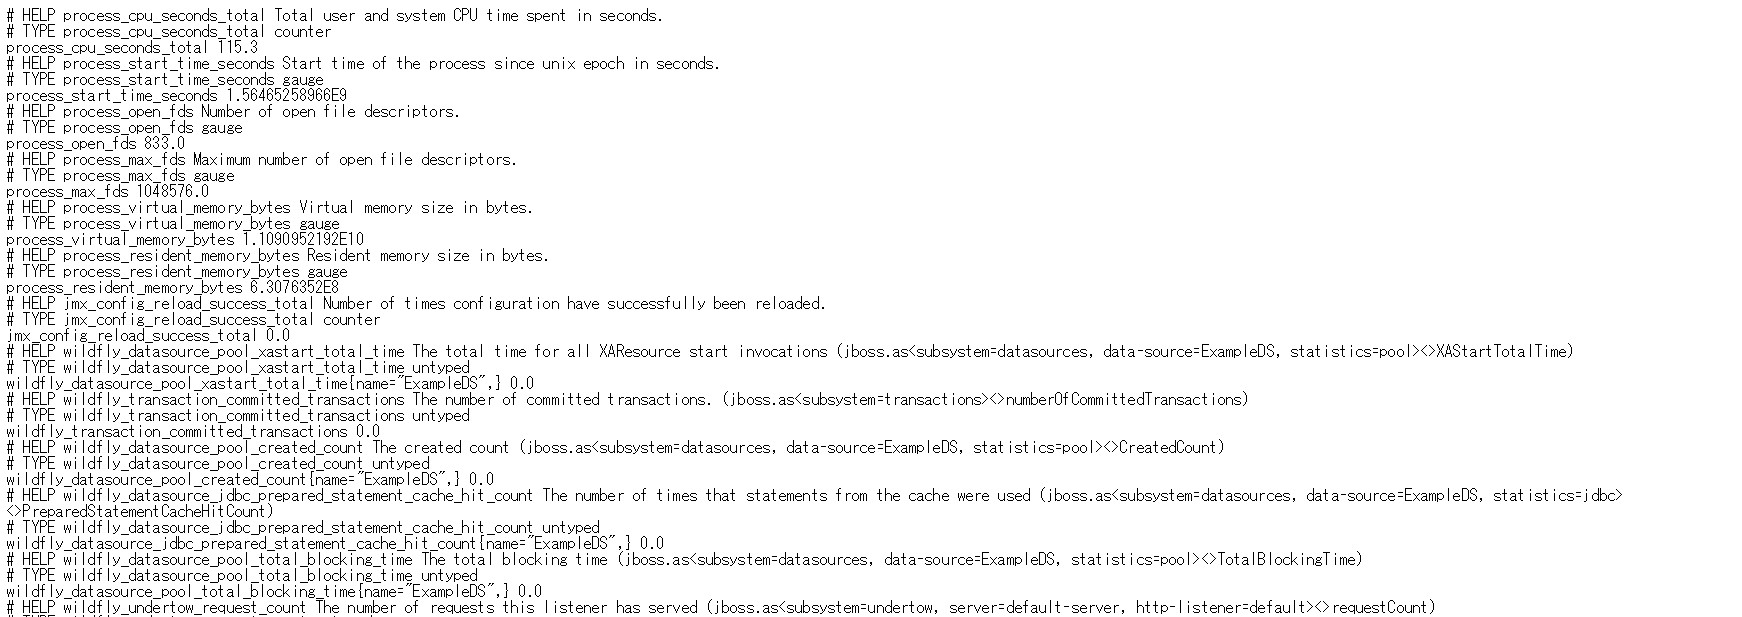 # HELP process_cpu_seconds_total Total user and system CPU time spent in seconds.
# TYPE process_cpu_seconds_total counter
process_cpu_seconds_total 115.3
# HELP process_start_time_seconds Start time of the process since unix epoch in seconds.
# TYPE process_start_time_seconds gauge
process_start_time_seconds 1.56465258966E9
# HELP process_open_fds Number of open file descriptors.
# TYPE process_open_fds gauge
process_open_fds 833.0
# HELP process_max_fds Maximum number of open file descriptors.
# TYPE process_max_fds gauge
process_max_fds 1048576.0
# HELP process_virtual_memory_bytes Virtual memory size in bytes.
# TYPE process_virtual_memory_bytes gauge
process_virtual_memory_bytes 1.1090952192E10
# HELP process_resident_memory_bytes Resident memory size in bytes.
# TYPE process_resident_memory_bytes gauge
process_resident_memory_bytes 6.3076352E8
# HELP jmx_config_reload_success_total Number of times configuration have successfully been reloaded.
# TYPE jmx_config_reload_success_total counter
jmx_config_reload_success_total 0.0
# HELP wildfly_datasource_pool_xastart_total_time The total time for all XAResource start invocations (jboss.as<subsystem=datasources, data-source=ExampleDS, statistics=pool><>XAStartTotalTime)
# TYPE wildfly_datasource_pool_xastart_total_time untyped
wildfly_datasource_pool_xastart_total_time{name="ExampleDS",} 0.0
# HELP wildfly_transaction_committed_transactions The number of committed transactions. (jboss.as<subsystem=transactions><>numberOfCommittedTransactions)
# TYPE wildfly_transaction_committed_transactions untyped
wildfly_transaction_committed_transactions 0.0
# HELP wildfly_datasource_pool_created_count The created count (jboss.as<subsystem=datasources, data-source=ExampleDS, statistics=pool><>CreatedCount)
# TYPE wildfly_datasource_pool_created_count untyped
wildfly_datasource_pool_created_count{name="ExampleDS",} 0.0
# HELP wildfly_datasource_jdbc_prepared_statement_cache_hit_count The number of times that statements from the cache were used (jboss.as<subsystem=datasources, data-source=ExampleDS, statistics=jdbc>
<>PreparedStatementCacheHitCount)
# TYPE wildfly_datasource_jdbc_prepared_statement_cache_hit_count untyped
wildfly_datasource_jdbc_prepared_statement_cache_hit_count{name="ExampleDS",} 0.0
# HELP wildfly_datasource_pool_total_blocking_time The total blocking time (jboss.as<subsystem=datasources, data-source=ExampleDS, statistics=pool><>TotalBlockingTime)
# TYPE wildfly_datasource_pool_total_blocking_time untyped
wildfly_datasource_pool_total_blocking_time{name="ExampleDS",} 0.0
# HELP wildfly_undertow_request_count The number of requests this listener has served (jboss.as<subsystem=undertow, server=default-server, http-listener=default><>requestCount)